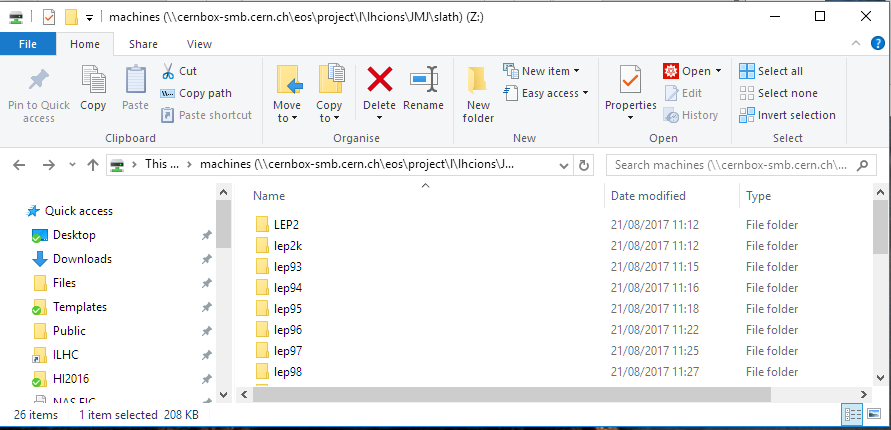 machines (\\cernbox-smb.cern.ch\eos\project\l\lhcions\JMJ\slath) (Z:)
File Home Share View
Pin to Quick access
Copy
Paste
Cut
Copy path
Paste shortcut
Clipboard
Move to
Copy to
Delete
Rename
Organise
New folder
New item
Easy access
New
Properties
Open
Edit
History
Open
Select all
Select none
Invert selection
Select
This ... machines (\\cernbox-smb.cern.ch\eos\project\l\lhcions\J...
Search machines (\\cernbox-smb.cern.ch\...
Quick access
Desktop
Downloads
Files
Templates
Public
ILHC
HI2016
Name Date modified Type
LEP2 21/08/2017 11:12 File folder
lep2k 21/08/2017 11:12 File folder
lep93 21/08/2017 11:15 File folder
lep94 21/08/2017 11:16 File folder
lep95 21/08/2017 11:18 File folder
lep96 21/08/2017 11:22 File folder
lep97 21/08/2017 11:25 File folder
lep98 21/08/2017 11:27 File folder
26 items 1 item selected 208 KB